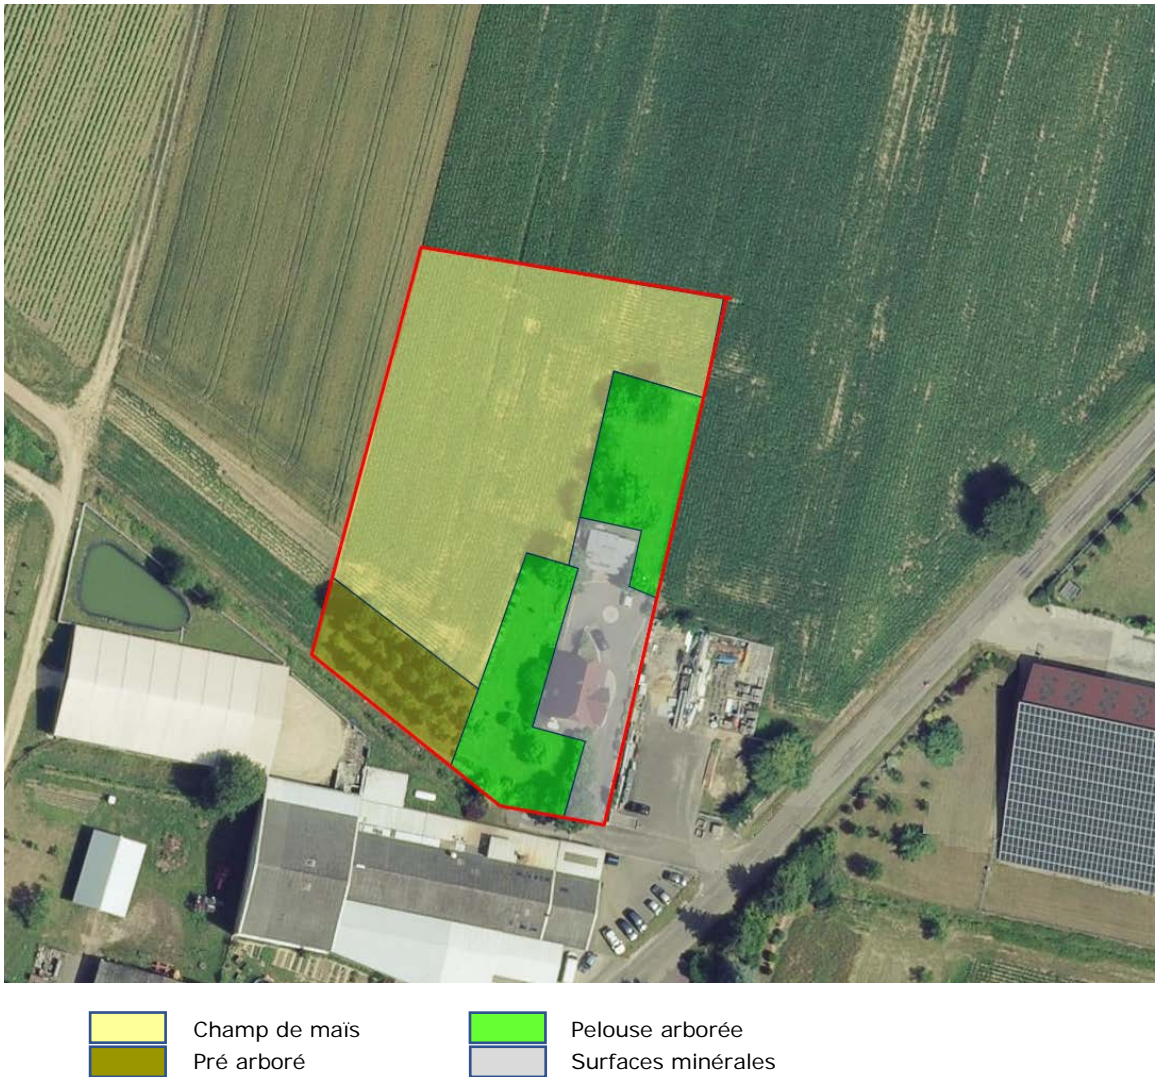 Champ de maïs
Pelouse arborée
Pré arboré
Surfaces minérales